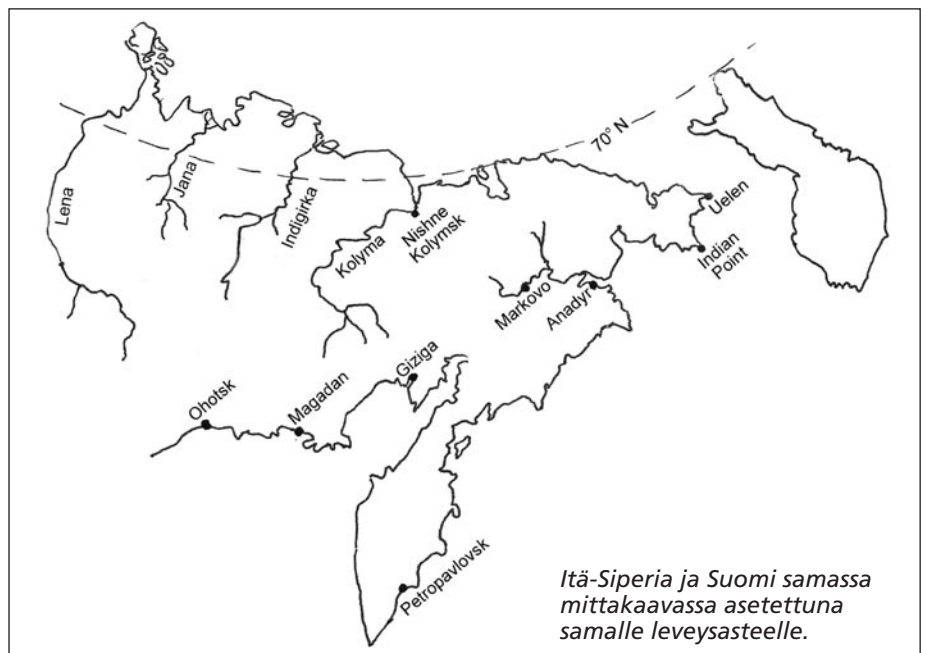 70° N
Lena
Jana
Indigirka
Kolyma
Nishne
Kolymsk
Uelen
Indian
Point
Markovo
Anadyr
Giziga
Magadan
Ohotsk
Petropavlovsk
Itä-Siperia ja Suomi samassa
mittakaavassa asetettuna
samalle leveysasteelle.